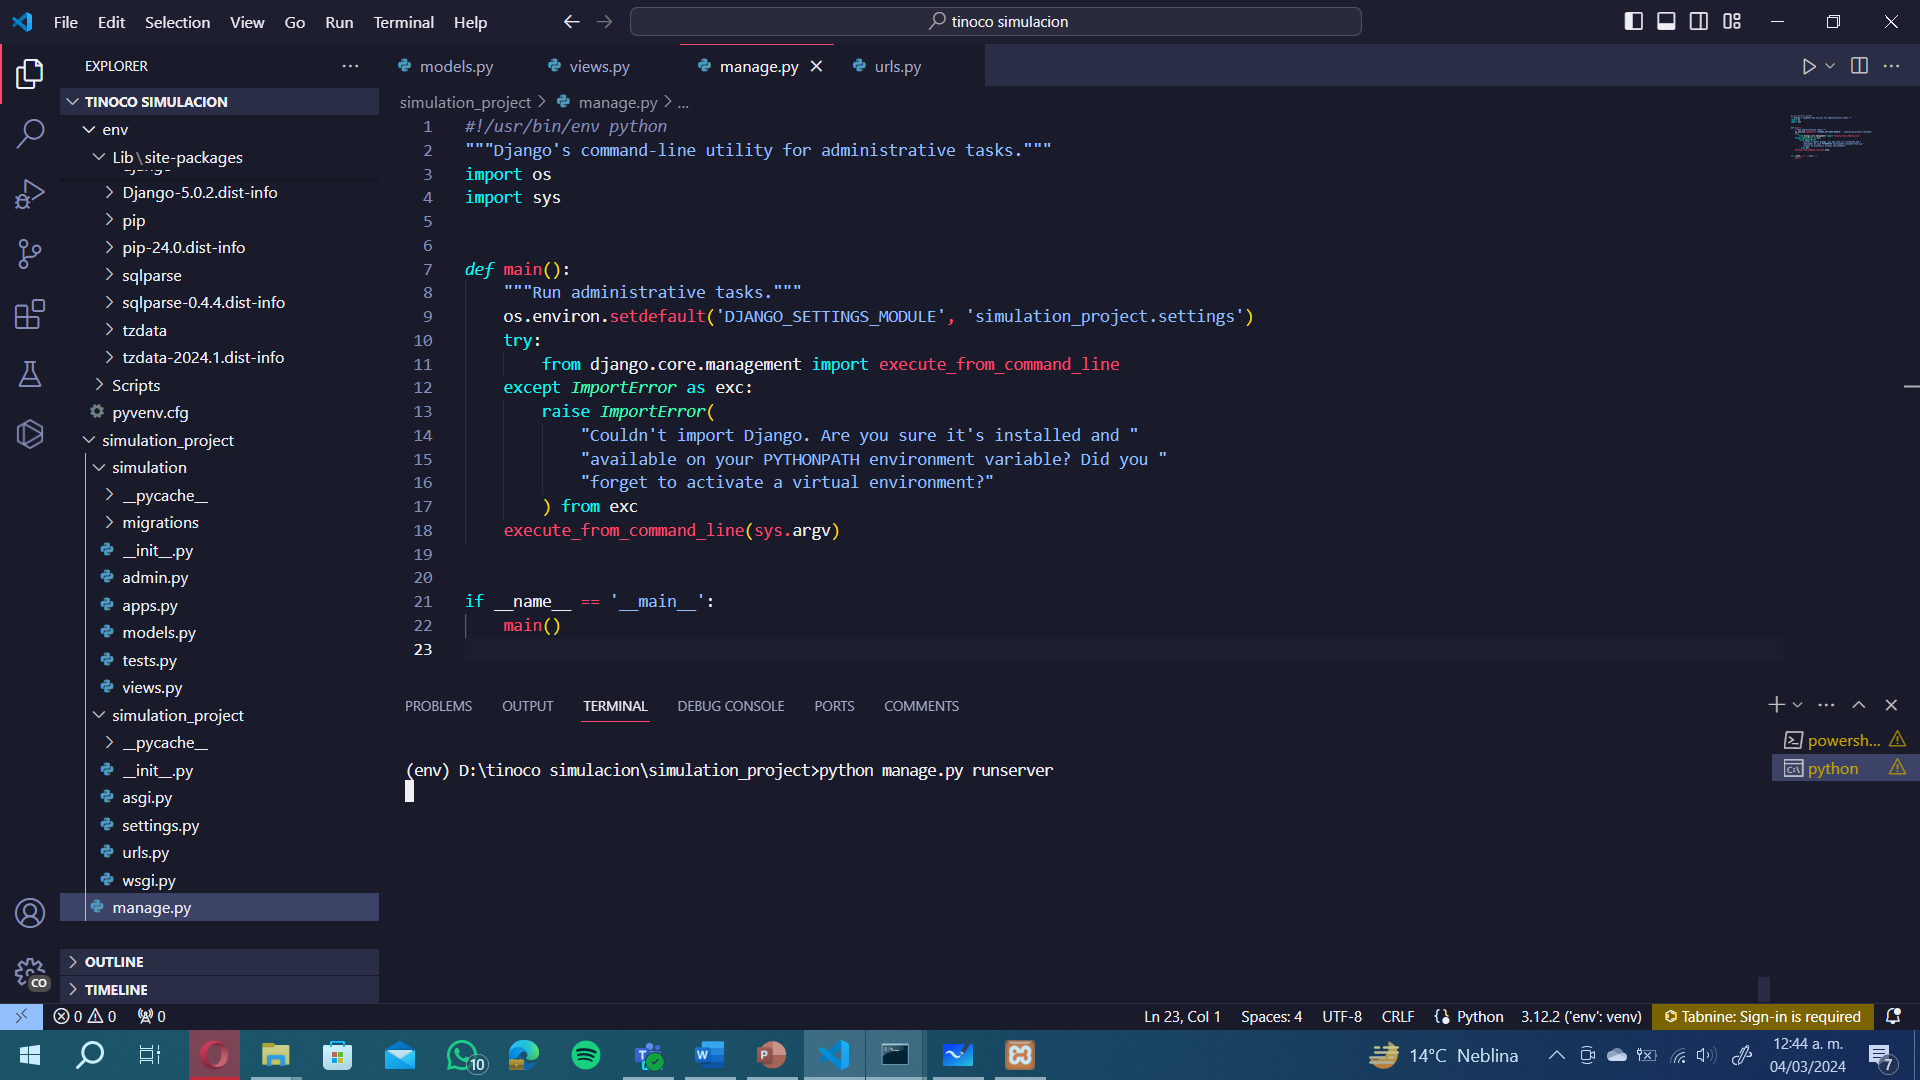 File Edit Selection View Go Run Terminal Help
tinoco simulacion
EXPLORER
TINOCO SIMULACION
env
Lib\site-packages
django
Django-5.0.2.dist-info
pip
pip-24.0.dist-info
sqlparse
sqlparse-0.4.4.dist-info
tzdata
tzdata-2024.1.dist-info
Scripts
pyvenv.cfg
simulation_project
simulation
__pycache__
migrations
__init__.py
admin.py
apps.py
models.py
tests.py
views.py
simulation_project
__pycache__
__init__.py
asgi.py
settings.py
urls.py
wsgi.py
manage.py
OUTLINE
TIMELINE
models.py views.py manage.py urls.py
simulation_project > manage.py > ...
1 #!/usr/bin/env python
2 """Django's command-line utility for administrative tasks."""
3 import os
4 import sys
5
6
7 def main():
8 """Run administrative tasks."""
9 os.environ.setdefault('DJANGO_SETTINGS_MODULE', 'simulation_project.settings')
10 try:
11 from django.core.management import execute_from_command_line
12 except ImportError as exc:
13 raise ImportError(
14 "Couldn't import Django. Are you sure it's installed and "
15 "available on your PYTHONPATH environment variable? Did you "
16 "forget to activate a virtual environment?"
17 ) from exc
18 execute_from_command_line(sys.argv)
19
20
21 if __name__ == '__main__':
22 main()
23
PROBLEMS OUTPUT TERMINAL DEBUG CONSOLE PORTS COMMENTS
(env) D:\tinoco simulacion\simulation_project>python manage.py runserver
powersh...
python
CO
0 0 0
Ln 23, Col 1 Spaces: 4 UTF-8 CRLF Python 3.12.2 ('env': venv) Tabnine: Sign-in is required
10
14°C Neblina
12:44 a. m.
04/03/2024
7